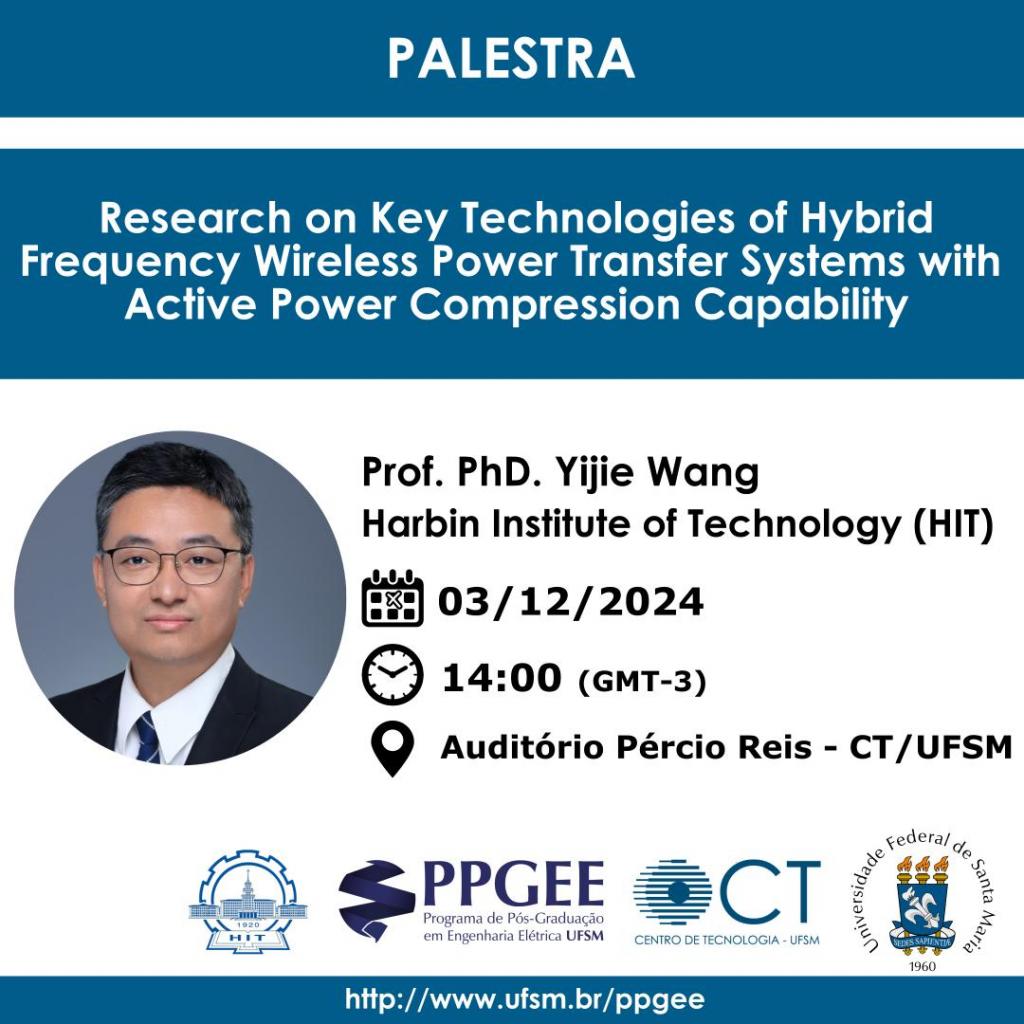 PALESTRA
Research on Key Technologies of Hybrid
Frequency Wireless Power Transfer Systems with
Active Power Compression Capability
Prof. PhD. Yijie Wang
Harbin Institute of Technology (HIT)
03/12/2024
14:00 (GMT-3)
Auditório Pércio Reis - CT/UFSM
1920
HIT
PPGEE
Programa de Pós-Graduação
em Engenharia Elétrica UFSM
CT
CENTRO DE TECNOLOGIA - UFSM
Universidade Federal de Santa Maria
SEDES SAPIENTIÆ
1960
http://www.ufsm.br/ppgee